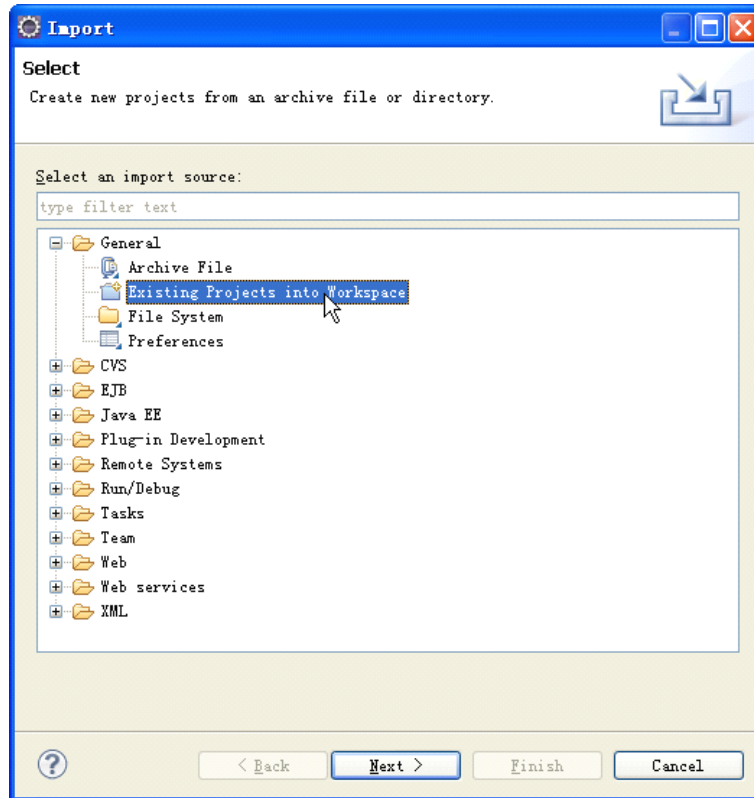 Import
Select
Create new projects from an archive file or directory.
Select an import source:
type filter text
General
Archive File
Existing Projects into Workspace
File System
Preferences
CVS
EJB
Java EE
Plug-in Development
Remote Systems
Run/Debug
Tasks
Team
Web
Web services
XML
< Back Next > Finish Cancel